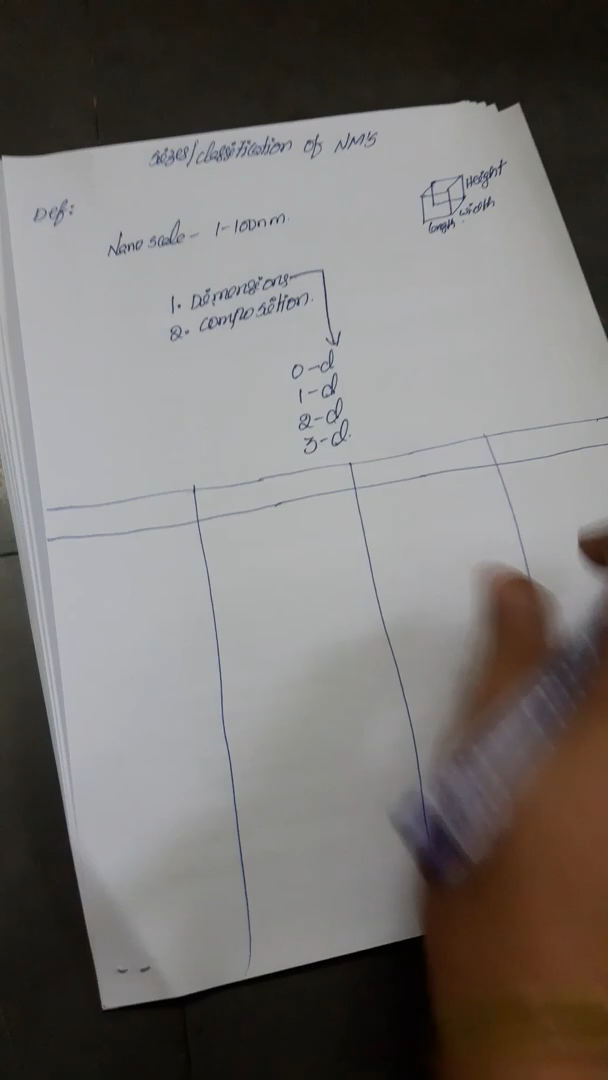 sizes/classification of NM's
Def:
Nano scale - 1-100nm.
Height
width
length
1. Dimensions
2. composition.
0-d
1-d
2-d
3-d.